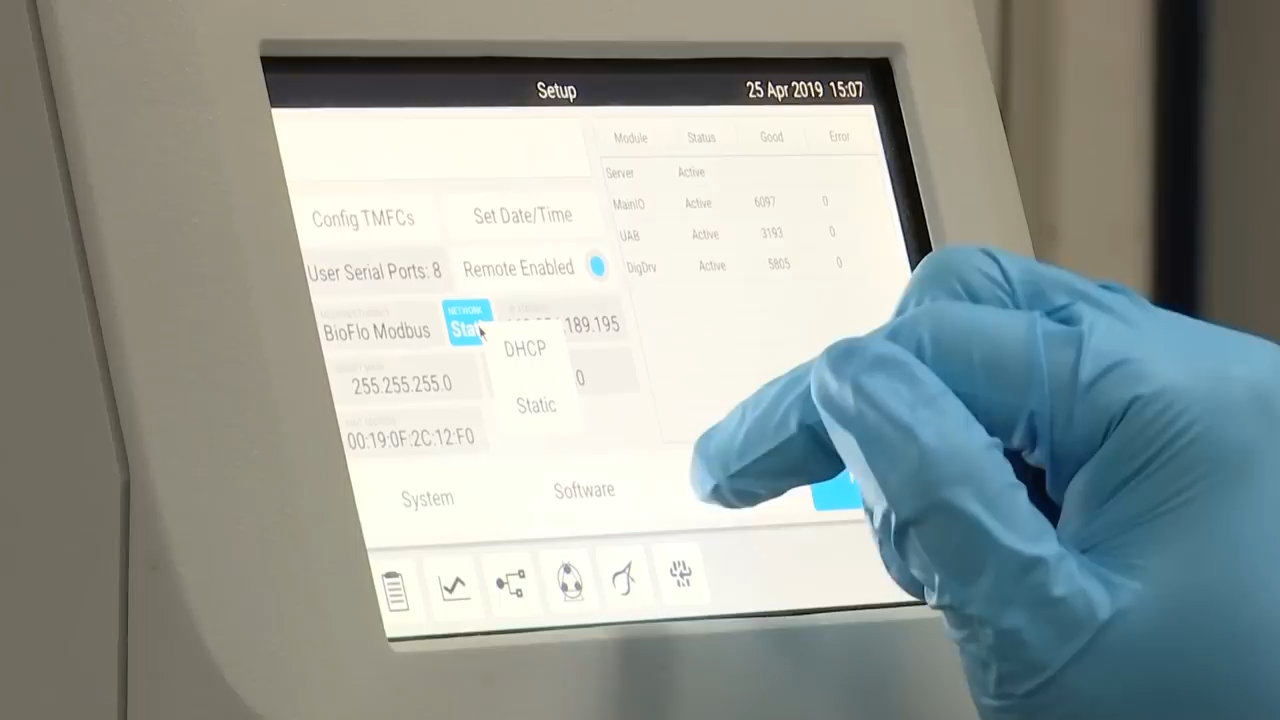 Setup
25 Apr 2019 15:07
Module Status Good Error
Server Active
MainIO Active 6097 0
UAB Active 3193 0
DigDrv Active 5805 0
Config TMFCs
Set Date/Time
User Serial Ports: 8
Remote Enabled
BioFlo Modbus
NETWORK
.189.195
DHCP
255.255.255.0
0
Static
00:19:0F:2C:12:F0
System
Software